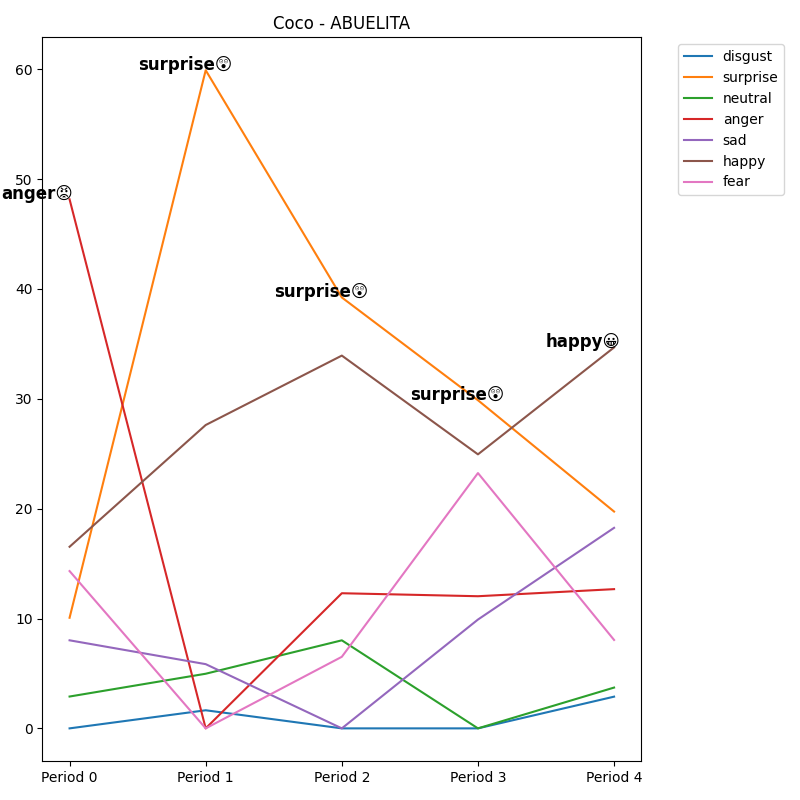 Coco - ABUELITA
disgust
surprise
neutral
anger
sad
happy
fear
60
50
40
30
20
10
0
surprise😲
anger😡
surprise😲
happy😀
surprise😲
Period 0
Period 1
Period 2
Period 3
Period 4